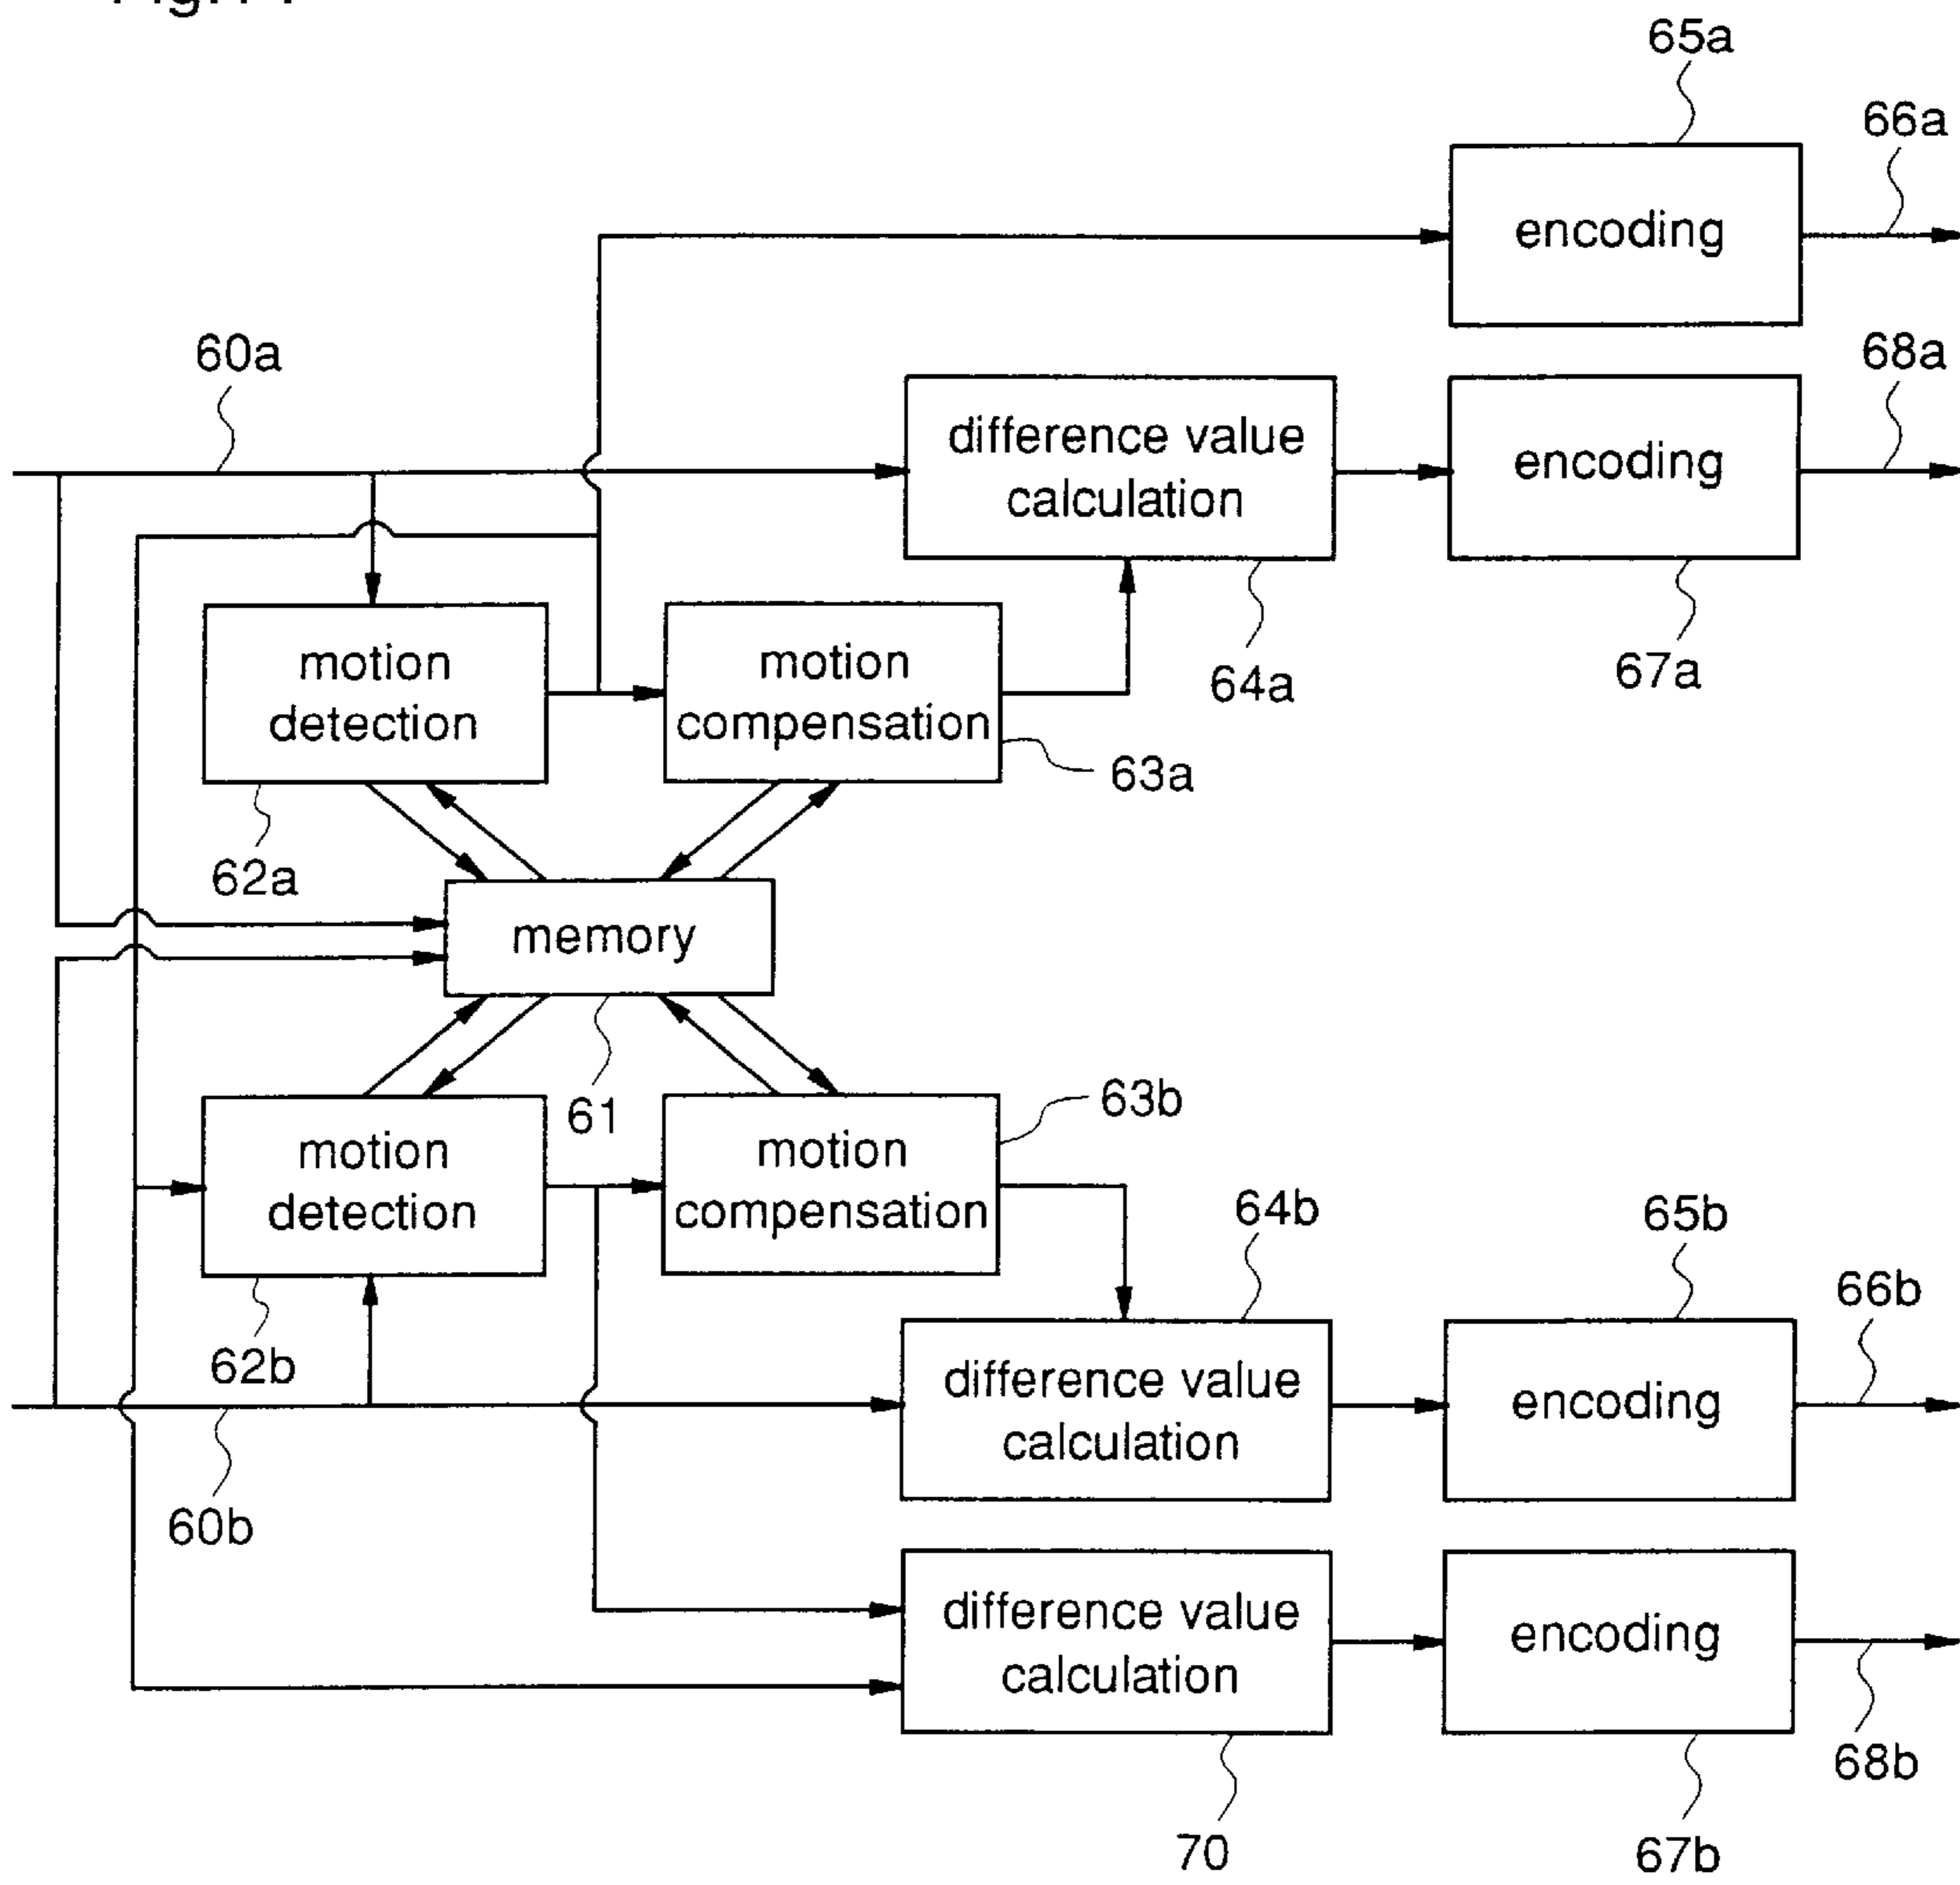 65a
66a
encoding
60a
68a
difference value
calculation
encoding
motion
detection
motion
compensation
64a
67a
63a
62a
memory
61
63b
motion
detection
motion
compensation
64b
65b
66b
62b
difference value
calculation
encoding
60b
difference value
calculation
encoding
68b
70
67b